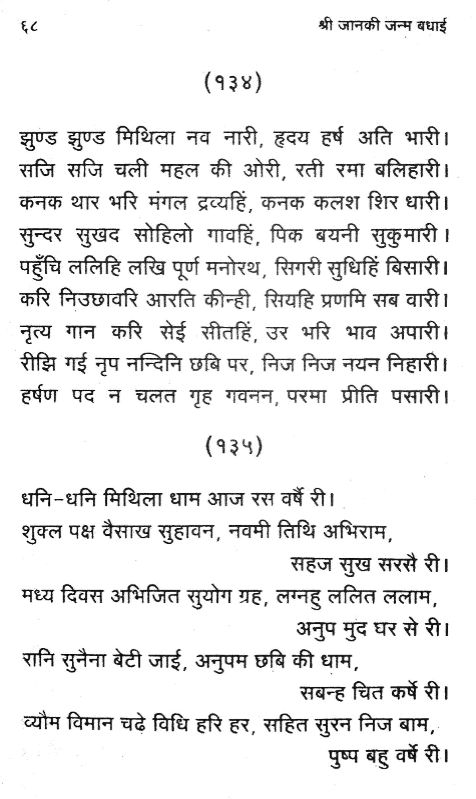 ६८ श्री जानकी जन्म बधाई
(१३४)
झुण्ड झुण्ड मिथिला नव नारी, हृदय हर्ष अति भारी।
सजि सजि चली महल की ओरी, रती रमा बलिहारी।
कनक थार भरि मंगल द्रव्यहिं, कनक कलश शिर धारी।
सुन्दर सुखद सोहिलो गावहिं, पिक बयनी सुकुमारी।
पहुँचि ललिहि लखि पूर्ण मनोरथ, सिगरी सुधिहिं बिसारी।
करि निउछावरि आरति कीन्ही, सियहि प्रणमि सब वारी।
नृत्य गान करि सेई सीतहिं, उर भरि भाव अपारी।
रीझि गई नृप नन्दिनि छबि पर, निज निज नयन निहारी।
हर्षण पद न चलत गृह गवनन, परमा प्रीति पसारी।
(१३५)
धनि-धनि मिथिला धाम आज रस वर्षै री।
शुक्ल पक्ष वैसाख सुहावन, नवमी तिथि अभिराम,
सहज सुख सरसै री।
मध्य दिवस अभिजित सुयोग ग्रह, लग्नहु ललित ललाम,
अनुप मुद घर से री।
रानि सुनैना बेटी जाई, अनुपम छबि की धाम,
सबन्ह चित कर्षे री।
व्यौम विमान चढ़े विधि हरि हर, सहित सुरन निज बाम,
पुष्प बहु वर्षे री।